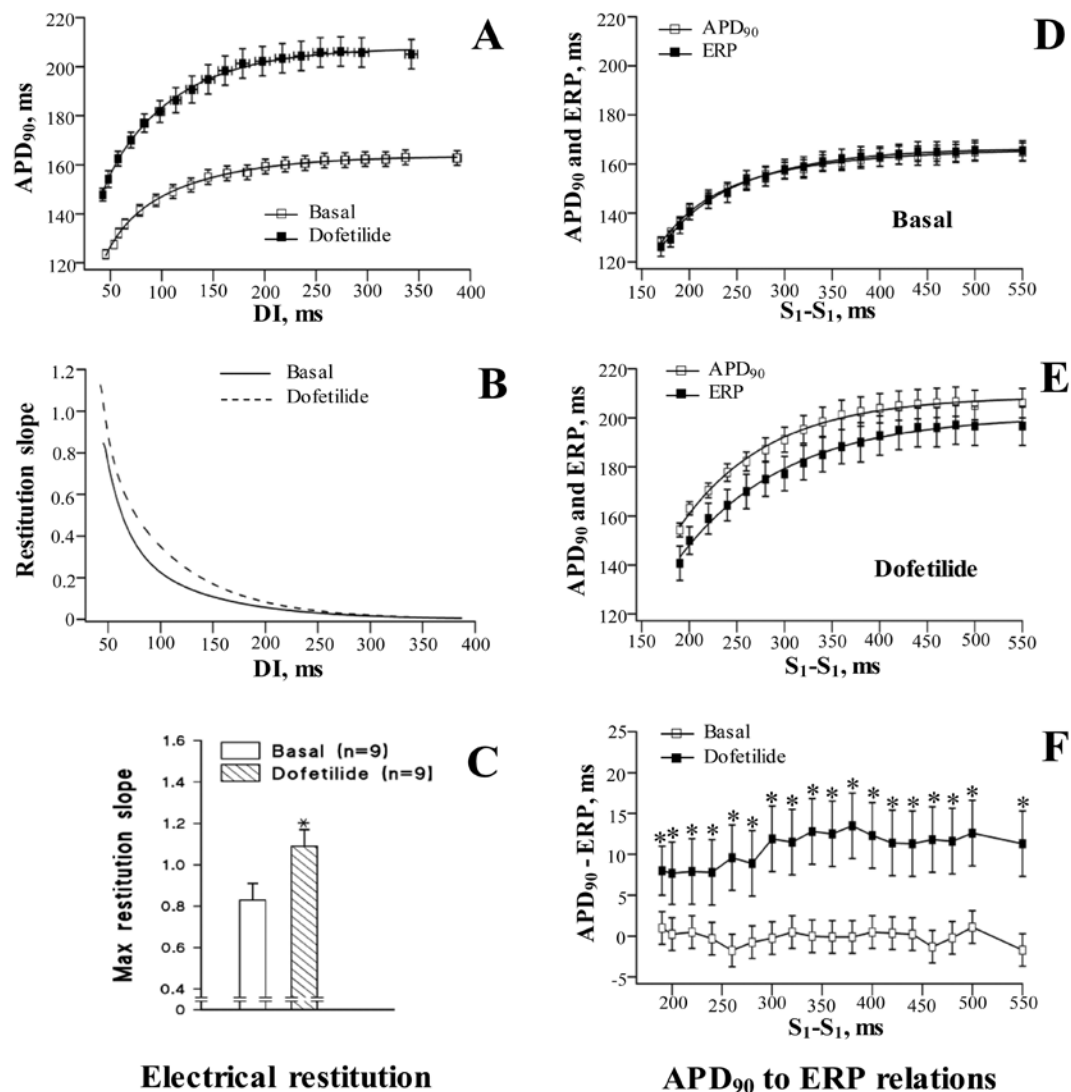 A
APD90, ms
220
200
180
160
140
120
Basal
Dofetilide
50 100 150 200 250 300 350 400
DI, ms
B
Restitution slope
1.2
1.0
0.8
0.6
0.4
0.2
0
Basal
Dofetilide
50 100 150 200 250 300 350 400
DI, ms
C
Max restitution slope
1.6
1.4
1.2
1.0
0.8
0.6
0.4
0
Basal (n=9)
Dofetilide (n=9)
*
Electrical restitution
D
APD90 and ERP, ms
220
200
180
160
140
120
APD90
ERP
Basal
150 200 250 300 350 400 450 500 550
S1-S1, ms
E
APD90 and ERP, ms
220
200
180
160
140
120
APD90
ERP
Dofetilide
150 200 250 300 350 400 450 500 550
S1-S1, ms
F
APD90 - ERP, ms
25
20
15
10
5
0
-5
Basal
Dofetilide
* * * * * * * * * * * * * * * * * *
200 250 300 350 400 450 500 550
S1-S1, ms
APD90 to ERP relations